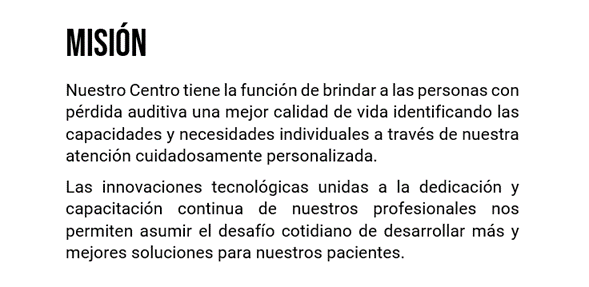 MISIÓN
Nuestro Centro tiene la función de brindar a las personas con
pérdida auditiva una mejor calidad de vida identificando las
capacidades y necesidades individuales a través de nuestra
atención cuidadosamente personalizada.
Las innovaciones tecnológicas unidas a la dedicación y
capacitación continua de nuestros profesionales nos
permiten asumir el desafío cotidiano de desarrollar más y
mejores soluciones para nuestros pacientes.